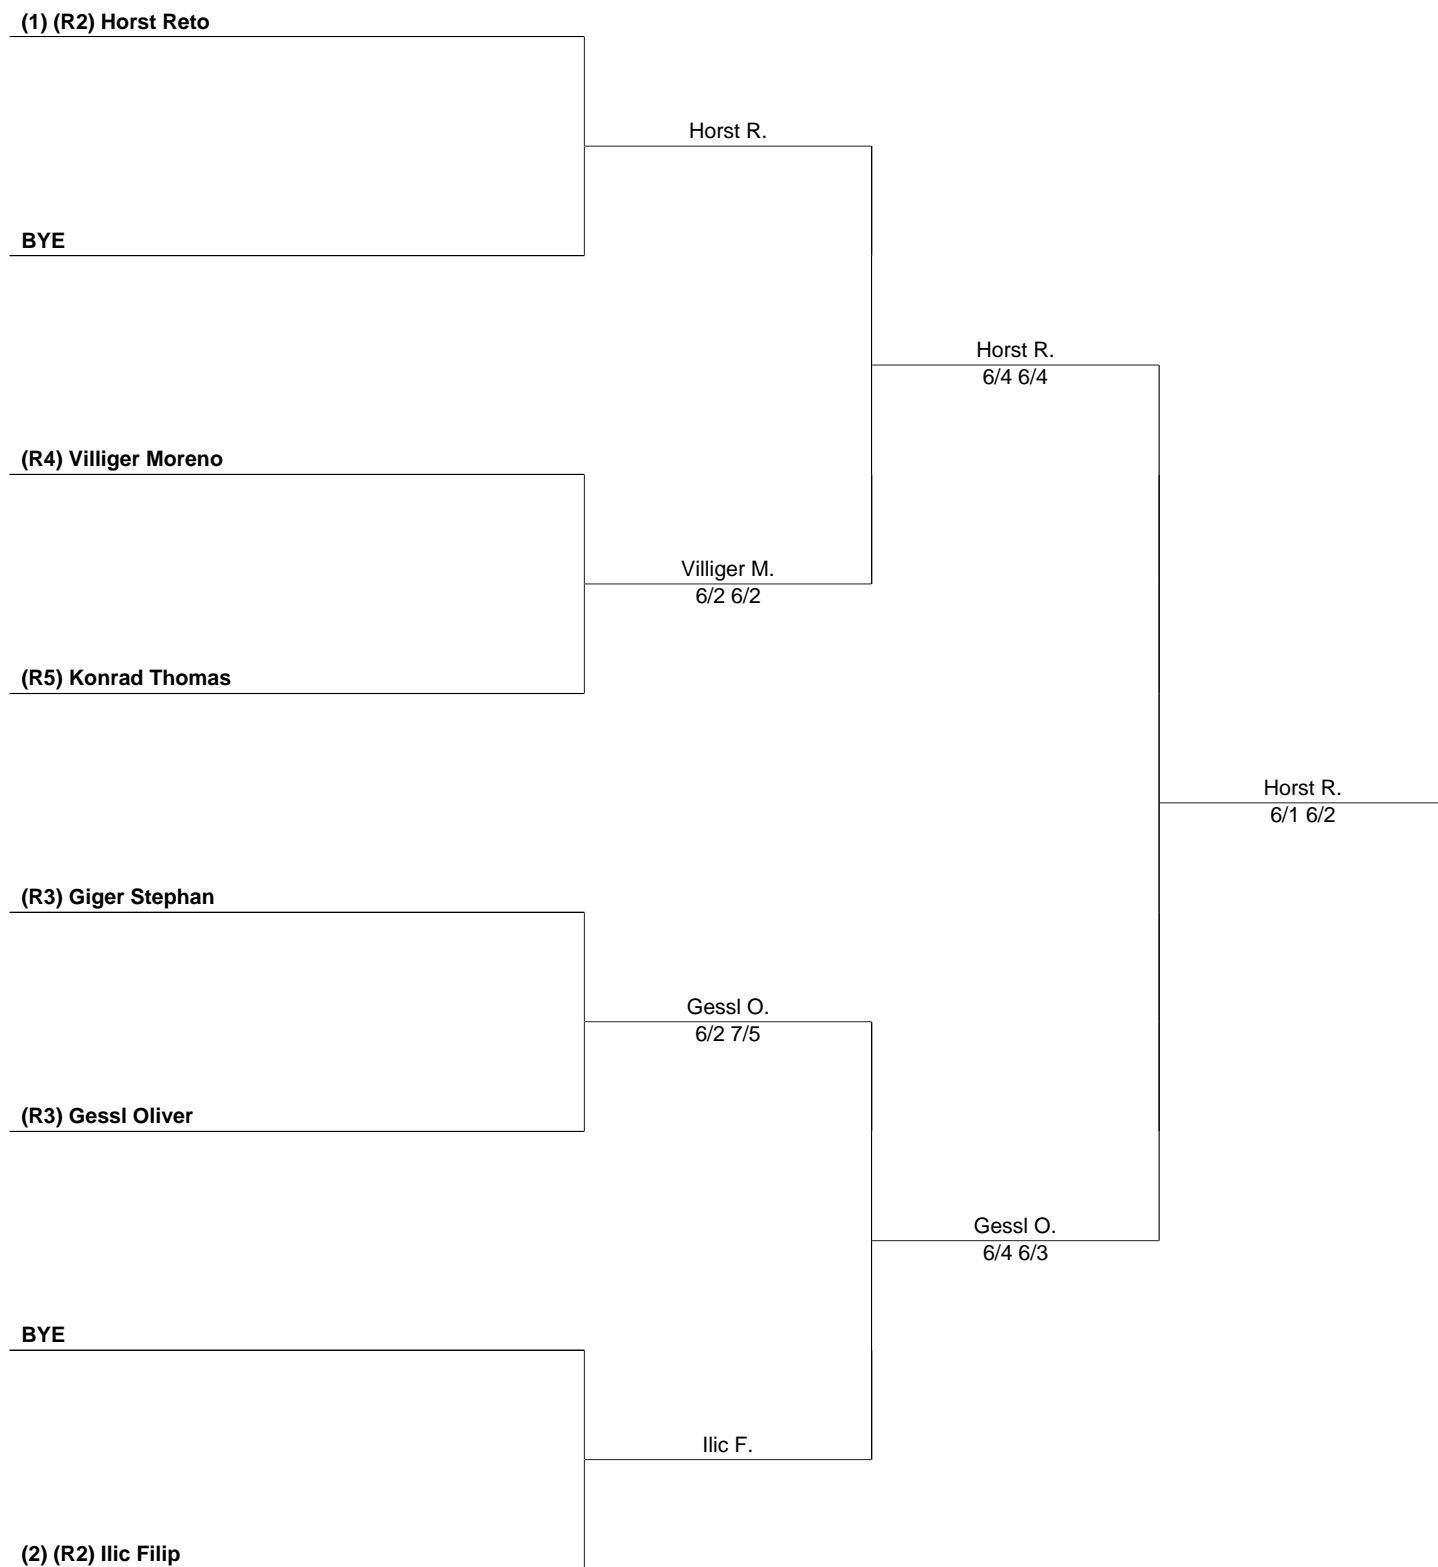 (1) (R2) Horst Reto
Horst R.
BYE
Horst R.
6/4 6/4
(R4) Villiger Moreno
Villiger M.
6/2 6/2
(R5) Konrad Thomas
Horst R.
6/1 6/2
(R3) Giger Stephan
Gessl O.
6/2 7/5
(R3) Gessl Oliver
Gessl O.
6/4 6/3
BYE
Ilic F.
(2) (R2) Ilic Filip